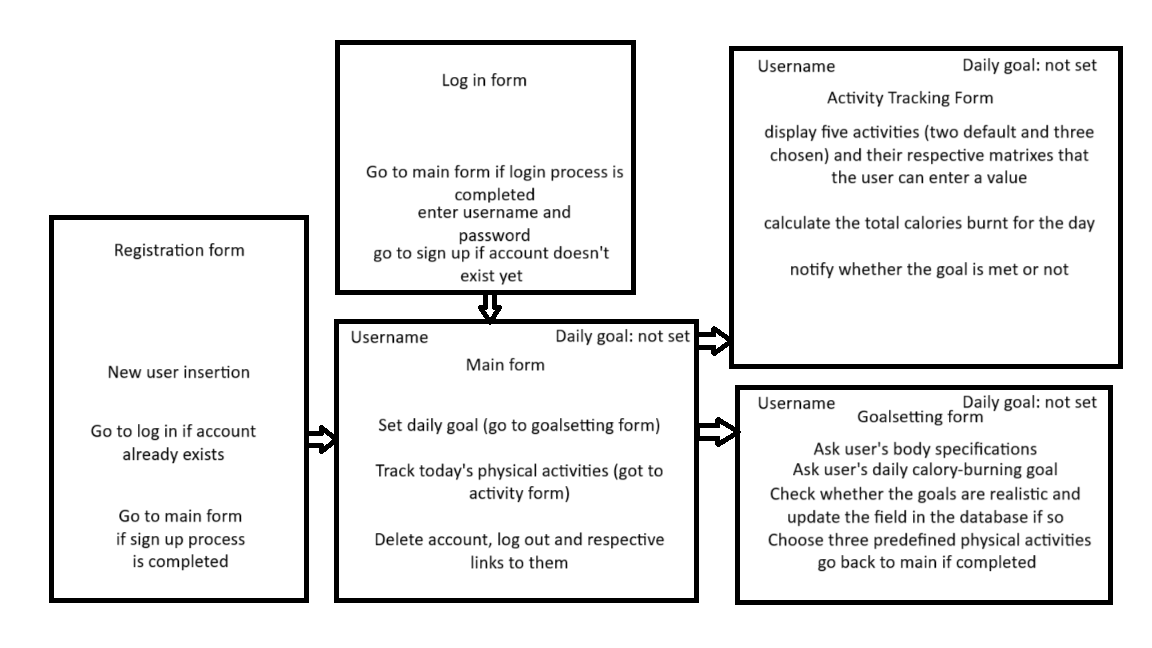 Log in form
Go to main form if login process is
completed
enter username and
password
go to sign up if account doesn't
exist yet
Registration form
New user insertion
Go to log in if account
already exists
Go to main form
if sign up process
is completed
Username Daily goal: not set
Main form
Set daily goal (go to goalsetting form)
Track today's physical activities (got to
activity form)
Delete account, log out and respective
links to them
Username Daily goal: not set
Activity Tracking Form
display five activities (two default and three
chosen) and their respective matrixes that
the user can enter a value
calculate the total calories burnt for the day
notify whether the goal is met or not
Username Daily goal: not set
Goalsetting form
Ask user's body specifications
Ask user's daily calory-burning goal
Check whether the goals are realistic and
update the field in the database if so
Choose three predefined physical activities
go back to main if completed